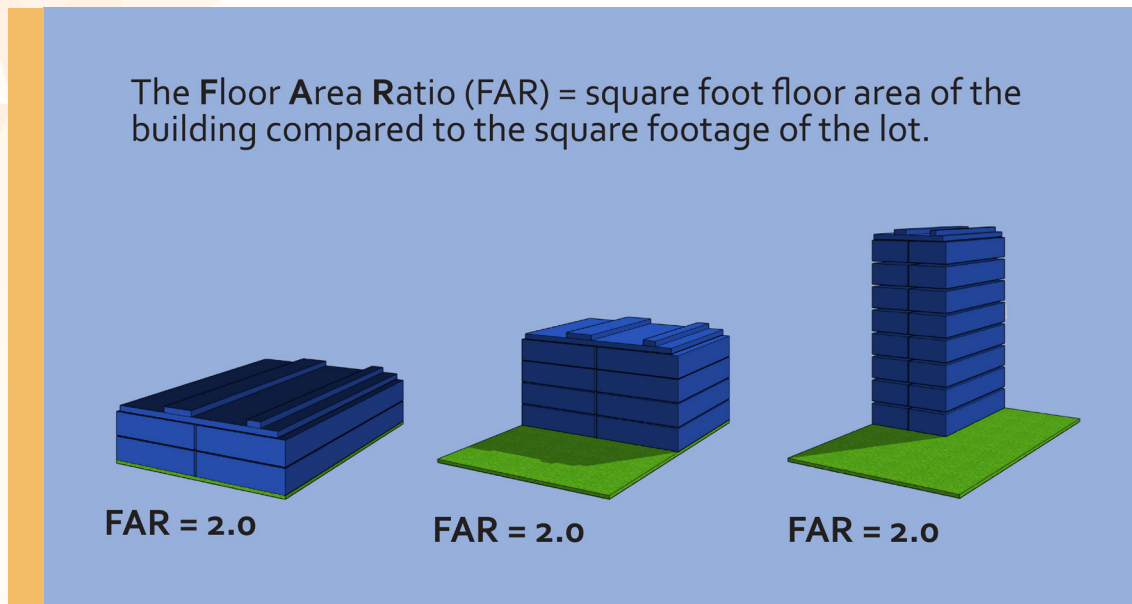 The Floor Area Ratio (FAR) = square foot floor area of the
building compared to the square footage of the lot.
FAR = 2.0
FAR = 2.0
FAR = 2.0